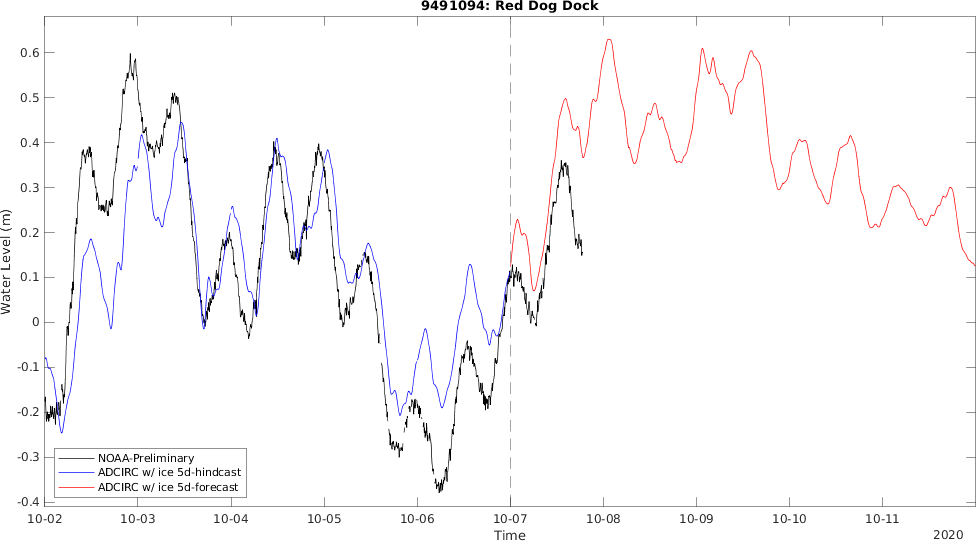 9491094: Red Dog Dock
Water Level (m)
0.6
0.5
0.4
0.3
0.2
0.1
0
-0.1
-0.2
-0.3
-0.4
NOAA-Preliminary
ADCIRC w/ ice 5d-hindcast
ADCIRC w/ ice 5d-forecast
10-02 10-03 10-04 10-05 10-06 10-07 10-08 10-09 10-10 10-11
Time
2020